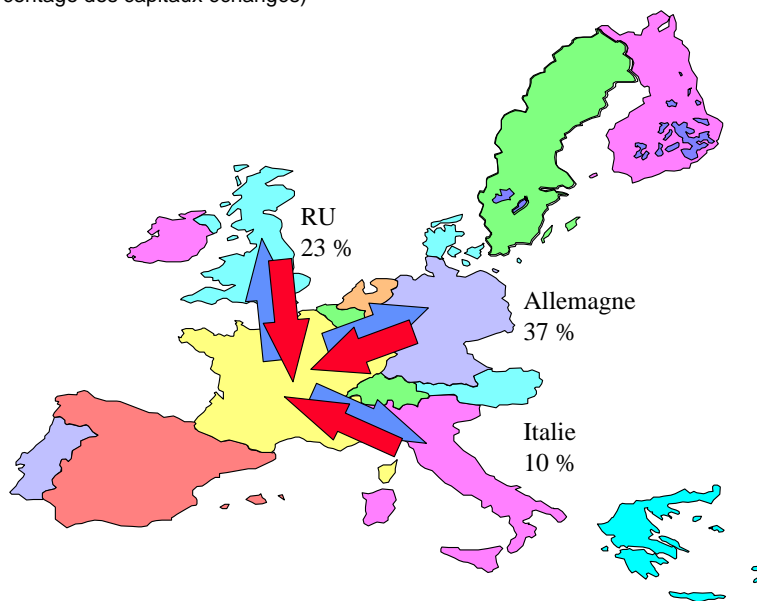 centage des capitaux échangés)
RU
23 %
Allemagne
37 %
Italie
10 %